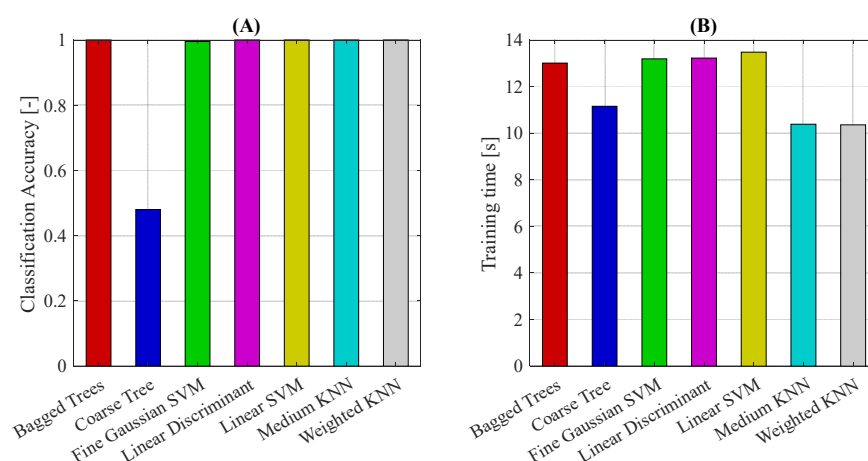 (A)
Classification Accuracy [-]
1
0.8
0.6
0.4
0.2
0
Bagged Trees
Coarse Tree
Fine Gaussian SVM
Linear Discriminant
Linear SVM
Medium KNN
Weighted KNN
(B)
Training time [s]
14
12
10
8
6
4
2
0
Bagged Trees
Coarse Tree
Fine Gaussian SVM
Linear Discriminant
Linear SVM
Medium KNN
Weighted KNN